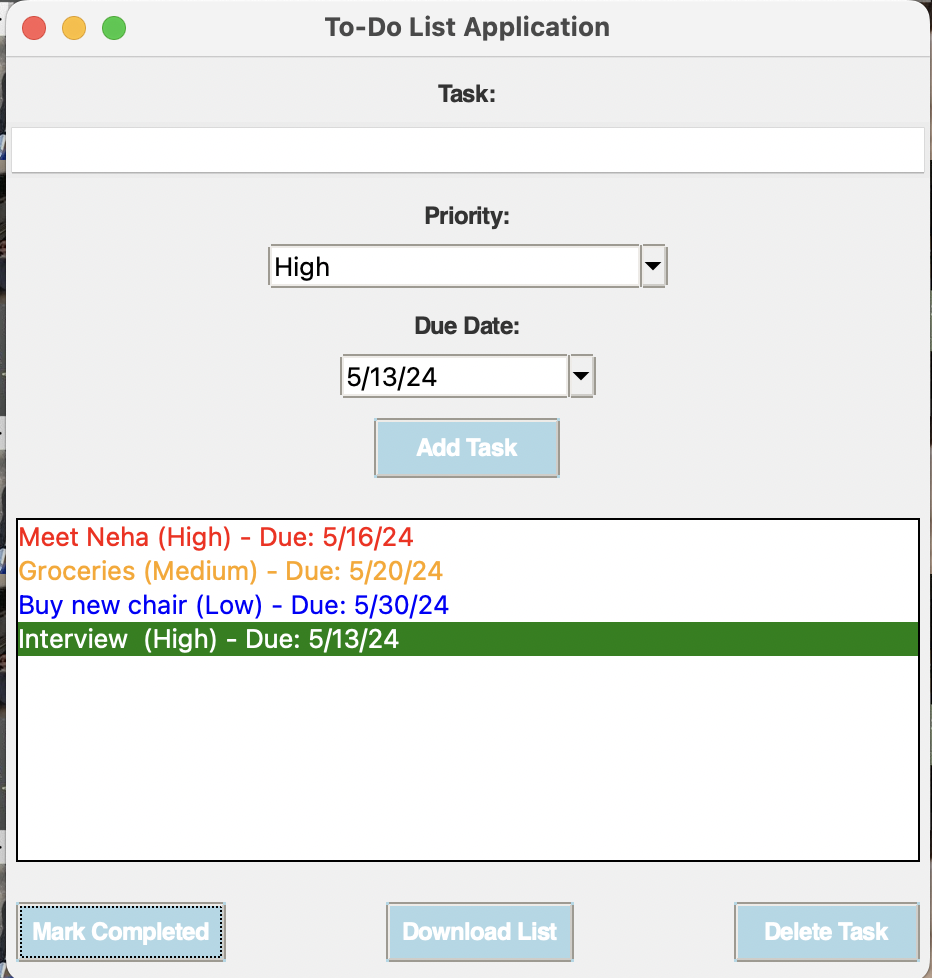 To-Do List Application
Task:
Priority:
High
Due Date:
5/13/24
Add Task
Meet Neha (High) - Due: 5/16/24
Groceries (Medium) - Due: 5/20/24
Buy new chair (Low) - Due: 5/30/24
Interview  (High) - Due: 5/13/24
Mark Completed
Download List
Delete Task